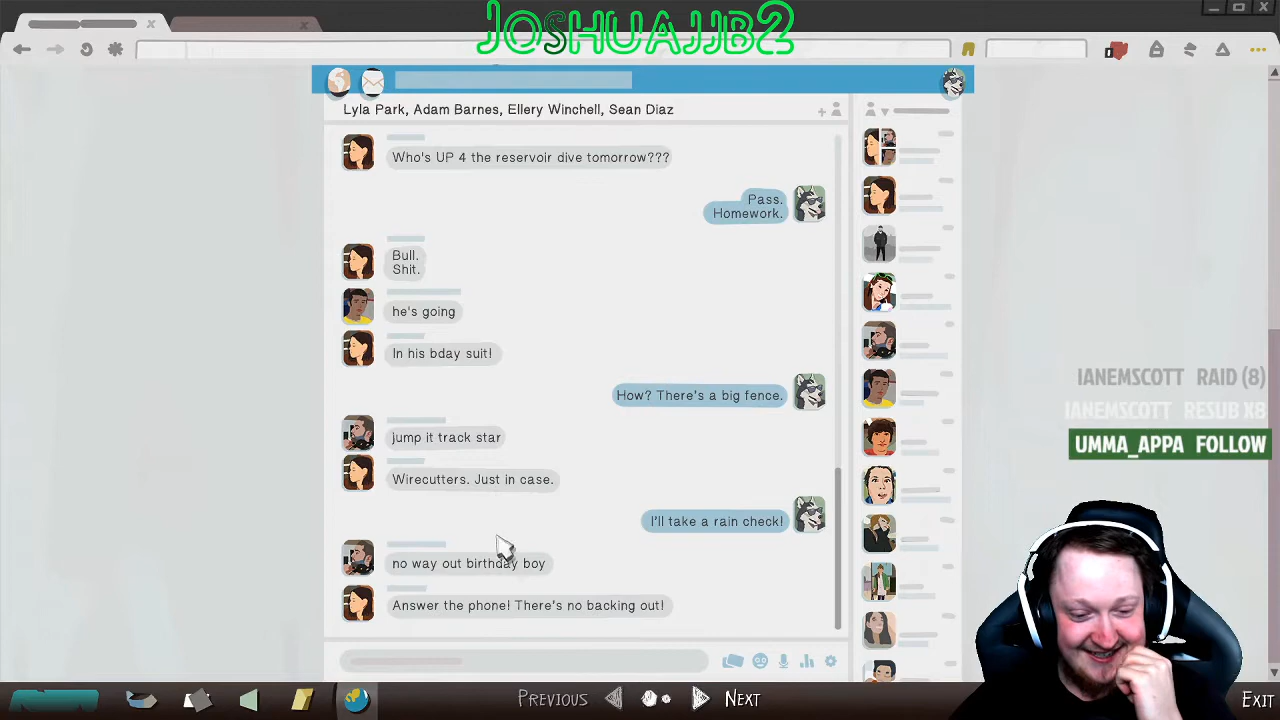 JOSHUAJJB2
Lyla Park, Adam Barnes, Ellery Winchell, Sean Diaz
Who's UP 4 the reservoir dive tomorrow???
Pass.
Homework.
Bull.
Shit.
he's going
In his bday suit!
How? There's a big fence.
jump it track star
Wirecutters. Just in case.
I'll take a rain check!
no way out birthday boy
Answer the phone! There's no backing out!
IANEMSCOTT RAID (8)
IANEMSCOTT RESUB X8
UMMA_APPA FOLLOW
PREVIOUS
NEXT
EXIT